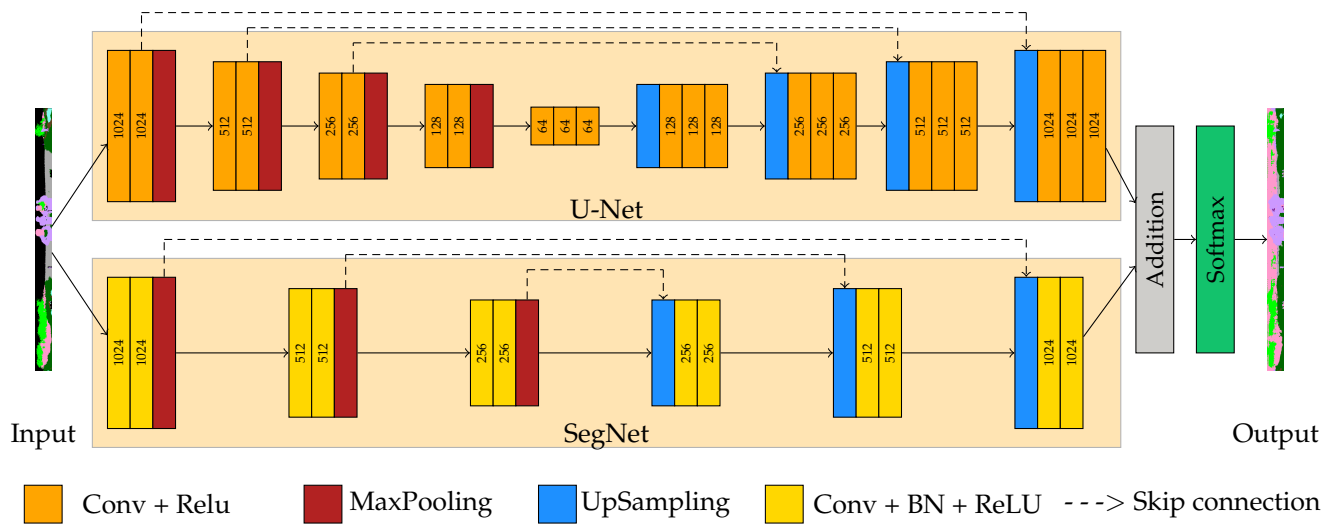 1024 1024
512 512
256 256
128 128
64 64 64
128 128 128
256 256 256
512 512 512
1024 1024 1024
U-Net
1024 1024
512 512
256 256
256 256
512 512
1024 1024
SegNet
Addition
Softmax
Input
Output
Conv + Relu
MaxPooling
UpSampling
Conv + BN + ReLU
---> Skip connection